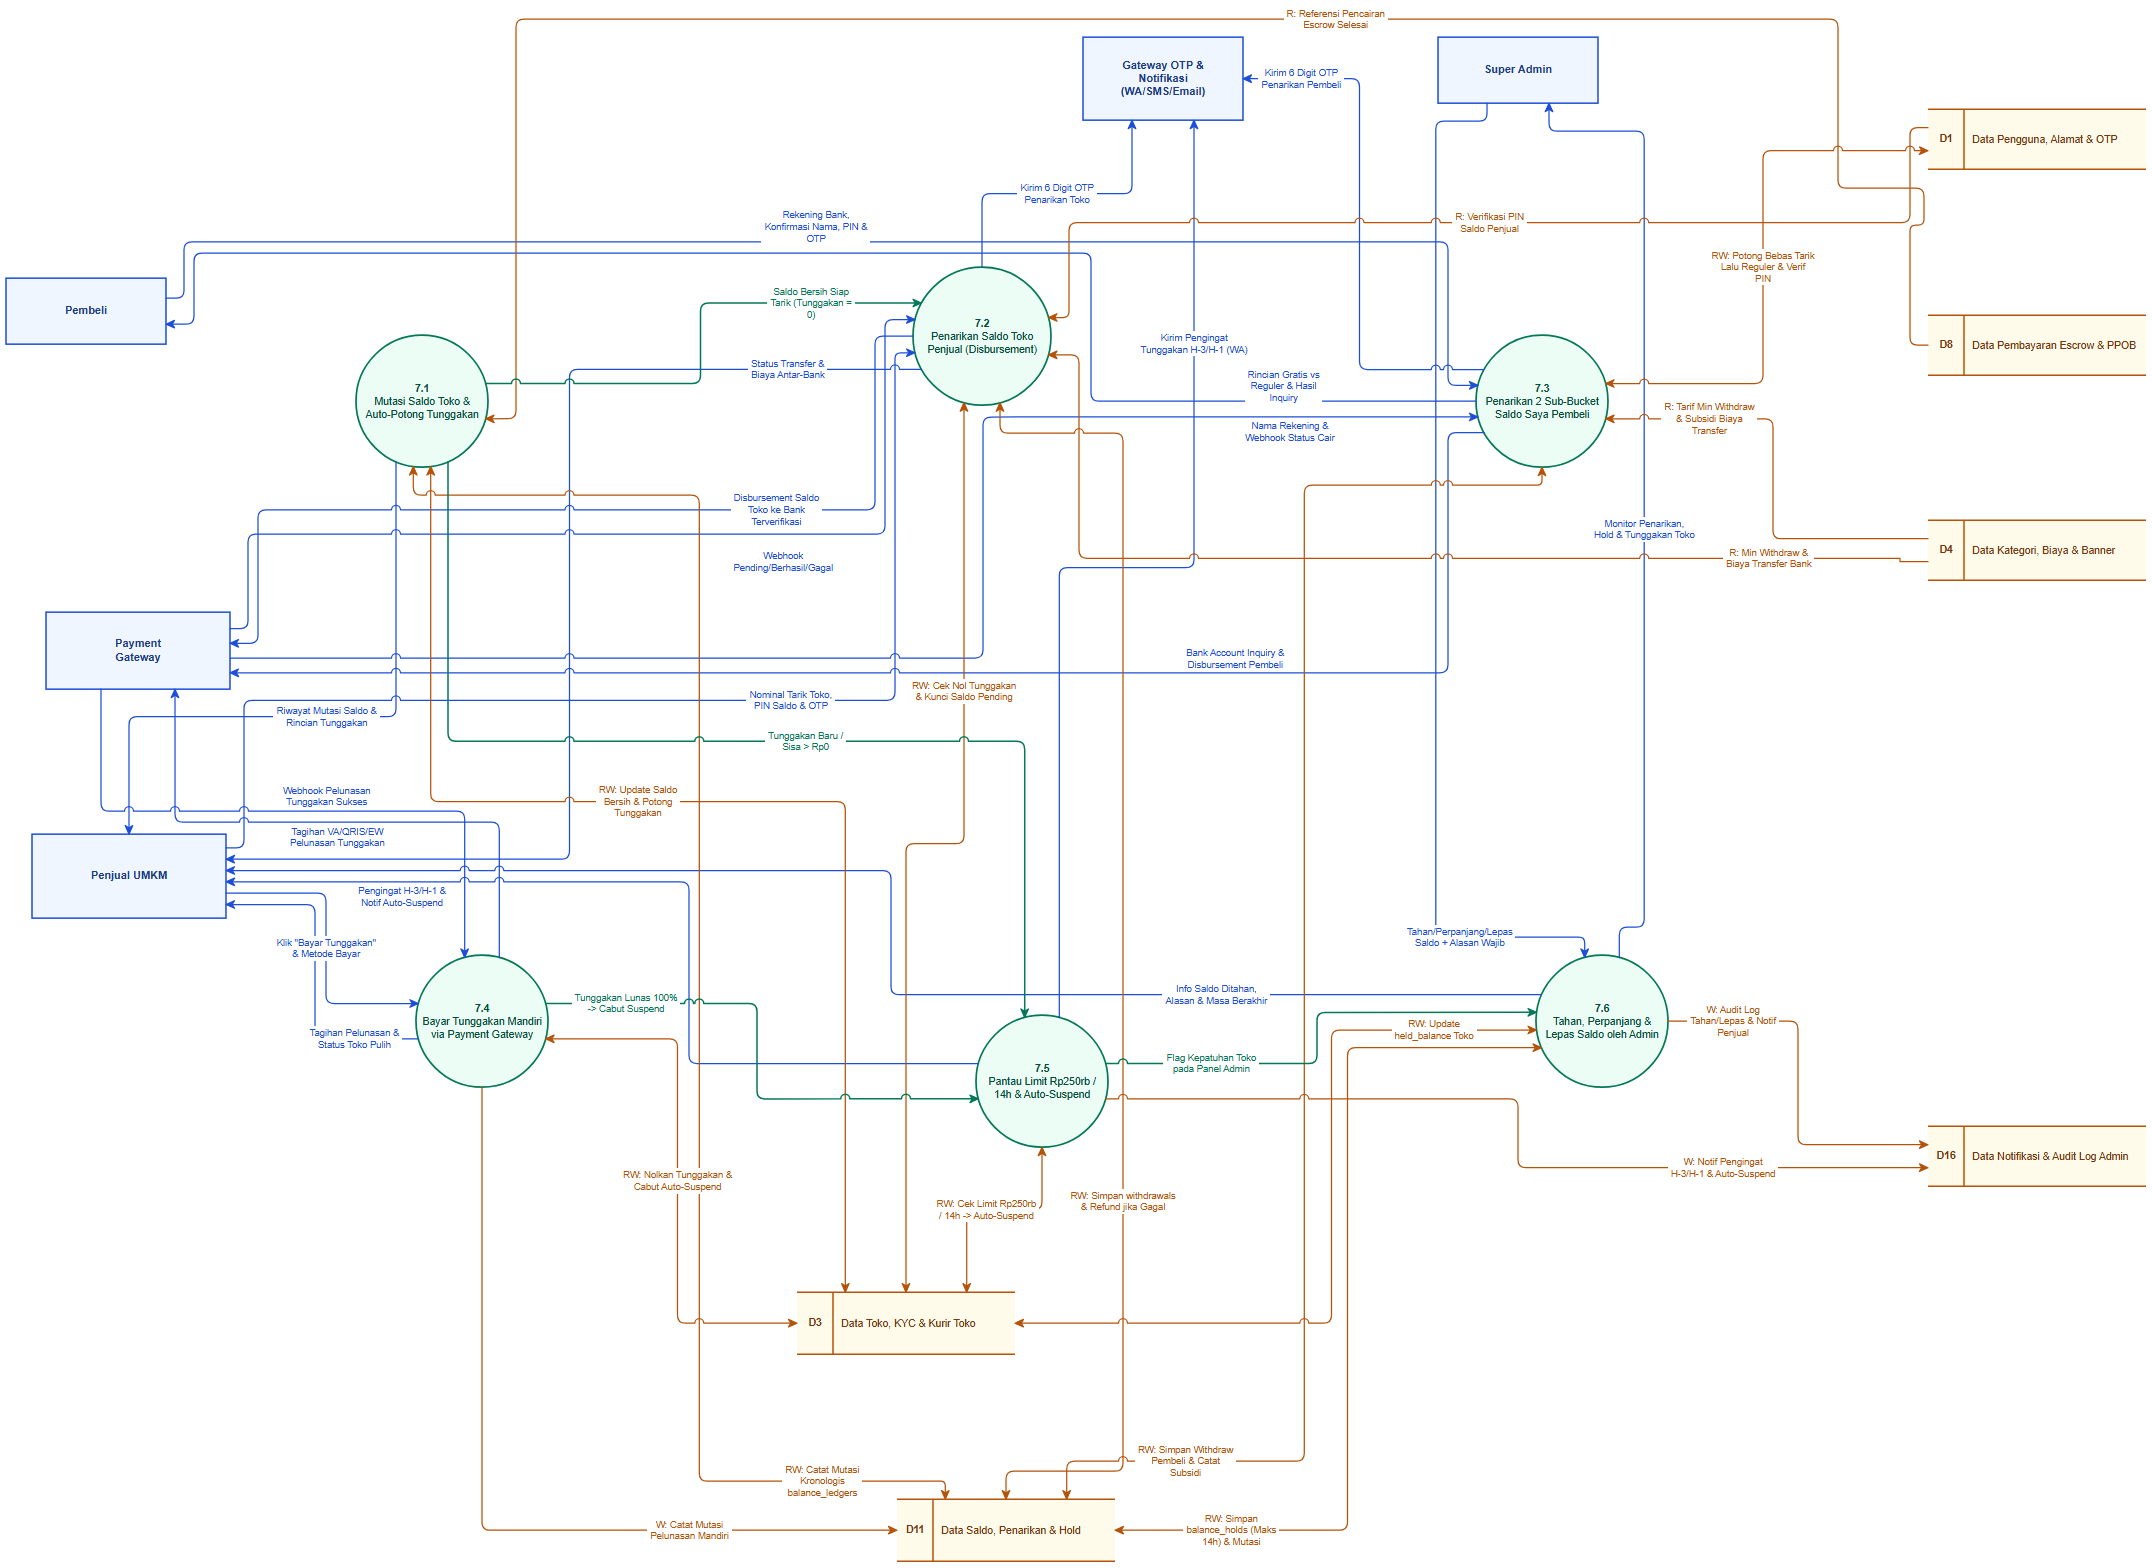 R: Referensi Pencairan
Escrow Selesai
Gateway OTP &
Notifikasi
(WA/SMS/Email)
Kirim 6 Digit OTP
Penarikan Pembeli
Super Admin
D1
Data Pengguna, Alamat & OTP
Kirim 6 Digit OTP
Penarikan Toko
Rekening Bank,
Konfirmasi Nama, PIN &
OTP
R: Verifikasi PIN
Saldo Penjual
RW: Potong Bebas Tarik
Lalu Reguler & Verif
PIN
Pembeli
Saldo Bersih Siap
Tarik (Tunggakan =
0)
7.2
Penarikan Saldo Toko
Penjual (Disbursement)
Kirim Pengingat
Tunggakan H-3/H-1 (WA)
D8
Data Pembayaran Escrow & PPOB
Status Transfer &
Biaya Antar-Bank
7.1
Mutasi Saldo Toko &
Auto-Potong Tunggakan
Rincian Gratis vs
Reguler & Hasil
Inquiry
7.3
Penarikan 2 Sub-Bucket
Saldo Saya Pembeli
R: Tarif Min Withdraw
& Subsidi Biaya
Transfer
Nama Rekening &
Webhook Status Cair
Disbursement Saldo
Toko ke Bank
Terverifikasi
Monitor Penarikan,
Hold & Tunggakan Toko
Webhook
Pending/Berhasil/Gagal
R: Min Withdraw &
Biaya Transfer Bank
D4
Data Kategori, Biaya & Banner
Payment
Gateway
Bank Account Inquiry &
Disbursement Pembeli
RW: Cek Nol Tunggakan
& Kunci Saldo Pending
Nominal Tarik Toko,
PIN Saldo & OTP
Riwayat Mutasi Saldo &
Rincian Tunggakan
Tunggakan Baru /
Sisa > Rp0
Webhook Pelunasan
Tunggakan Sukses
RW: Update Saldo
Bersih & Potong
Tunggakan
Tagihan VA/QRIS/EW
Pelunasan Tunggakan
Penjual UMKM
Pengingat H-3/H-1 &
Notif Auto-Suspend
Klik "Bayar Tunggakan"
& Metode Bayar
Tahan/Perpanjang/Lepas
Saldo + Alasan Wajib
Tunggakan Lunas 100%
-> Cabut Suspend
Info Saldo Ditahan,
Alasan & Masa Berakhir
7.4
Bayar Tunggakan Mandiri
via Payment Gateway
Tagihan Pelunasan &
Status Toko Pulih
7.6
Tahan, Perpanjang &
Lepas Saldo oleh Admin
W: Audit Log
Tahan/Lepas & Notif
Penjual
RW: Update
held_balance Toko
Flag Kepatuhan Toko
pada Panel Admin
7.5
Pantau Limit Rp250rb /
14h & Auto-Suspend
D16
Data Notifikasi & Audit Log Admin
W: Notif Pengingat
H-3/H-1 & Auto-Suspend
RW: Nolkan Tunggakan &
Cabut Auto-Suspend
RW: Cek Limit Rp250rb
/ 14h -> Auto-Suspend
RW: Simpan withdrawals
& Refund jika Gagal
D3
Data Toko, KYC & Kurir Toko
RW: Simpan Withdraw
Pembeli & Catat
Subsidi
RW: Catat Mutasi
Kronologis
balance_ledgers
W: Catat Mutasi
Pelunasan Mandiri
D11
Data Saldo, Penarikan & Hold
RW: Simpan
balance_holds (Maks
14h) & Mutasi